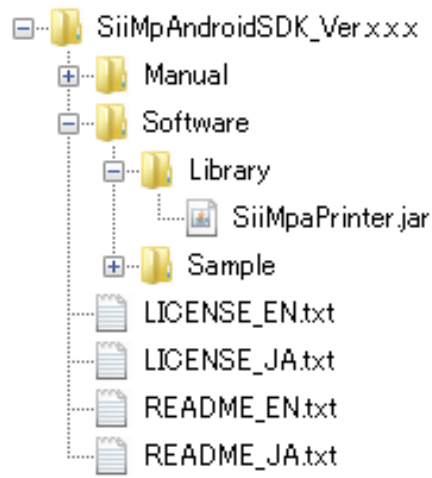 SiiMpAndroidSDK_Ver.x.x.x
Manual
Software
Library
SiiMpaPrinter.jar
Sample
LICENSE_EN.txt
LICENSE_JA.txt
README_EN.txt
README_JA.txt